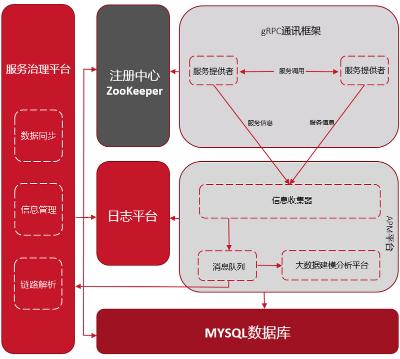 服务治理平台
数据同步
信息管理
链路解析
注册中心
ZooKeeper
日志平台
gRPC通讯框架
服务提供者
服务调用
服务提供者
服务信息
服务信息
APM平台
信息收集器
消息队列
大数据建模分析平台
MYSQL数据库